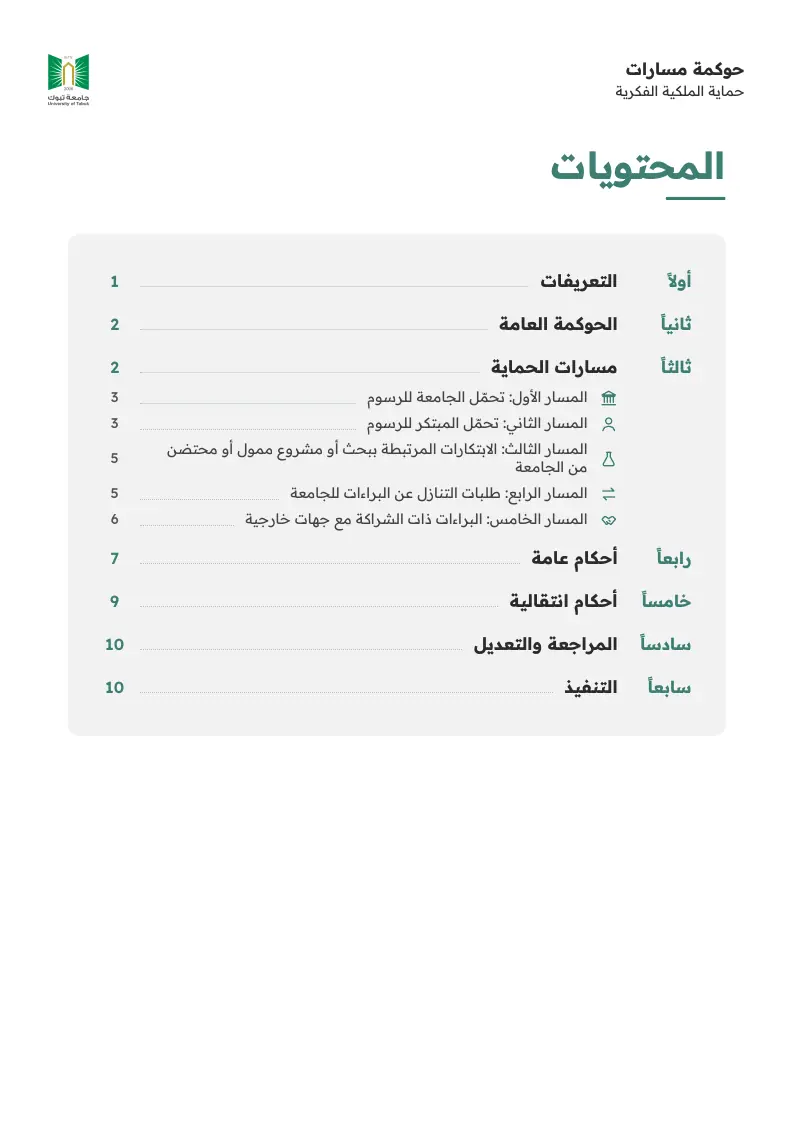 حوكمة مسارات
حماية الملكية الفكرية
جامعة تبوك
University of Tabuk
2006
المحتويات
أولاً التعريفات 1
ثانياً الحوكمة العامة 2
ثالثاً مسارات الحماية 2
المسار الأول: تحمّل الجامعة للرسوم 3
المسار الثاني: تحمّل المبتكر للرسوم 3
المسار الثالث: الابتكارات المرتبطة ببحث أو مشروع ممول أو محتضن
من الجامعة 5
المسار الرابع: طلبات التنازل عن البراءات للجامعة 5
المسار الخامس: البراءات ذات الشراكة مع جهات خارجية 6
رابعاً أحكام عامة 7
خامساً أحكام انتقالية 9
سادساً المراجعة والتعديل 10
سابعاً التنفيذ 10